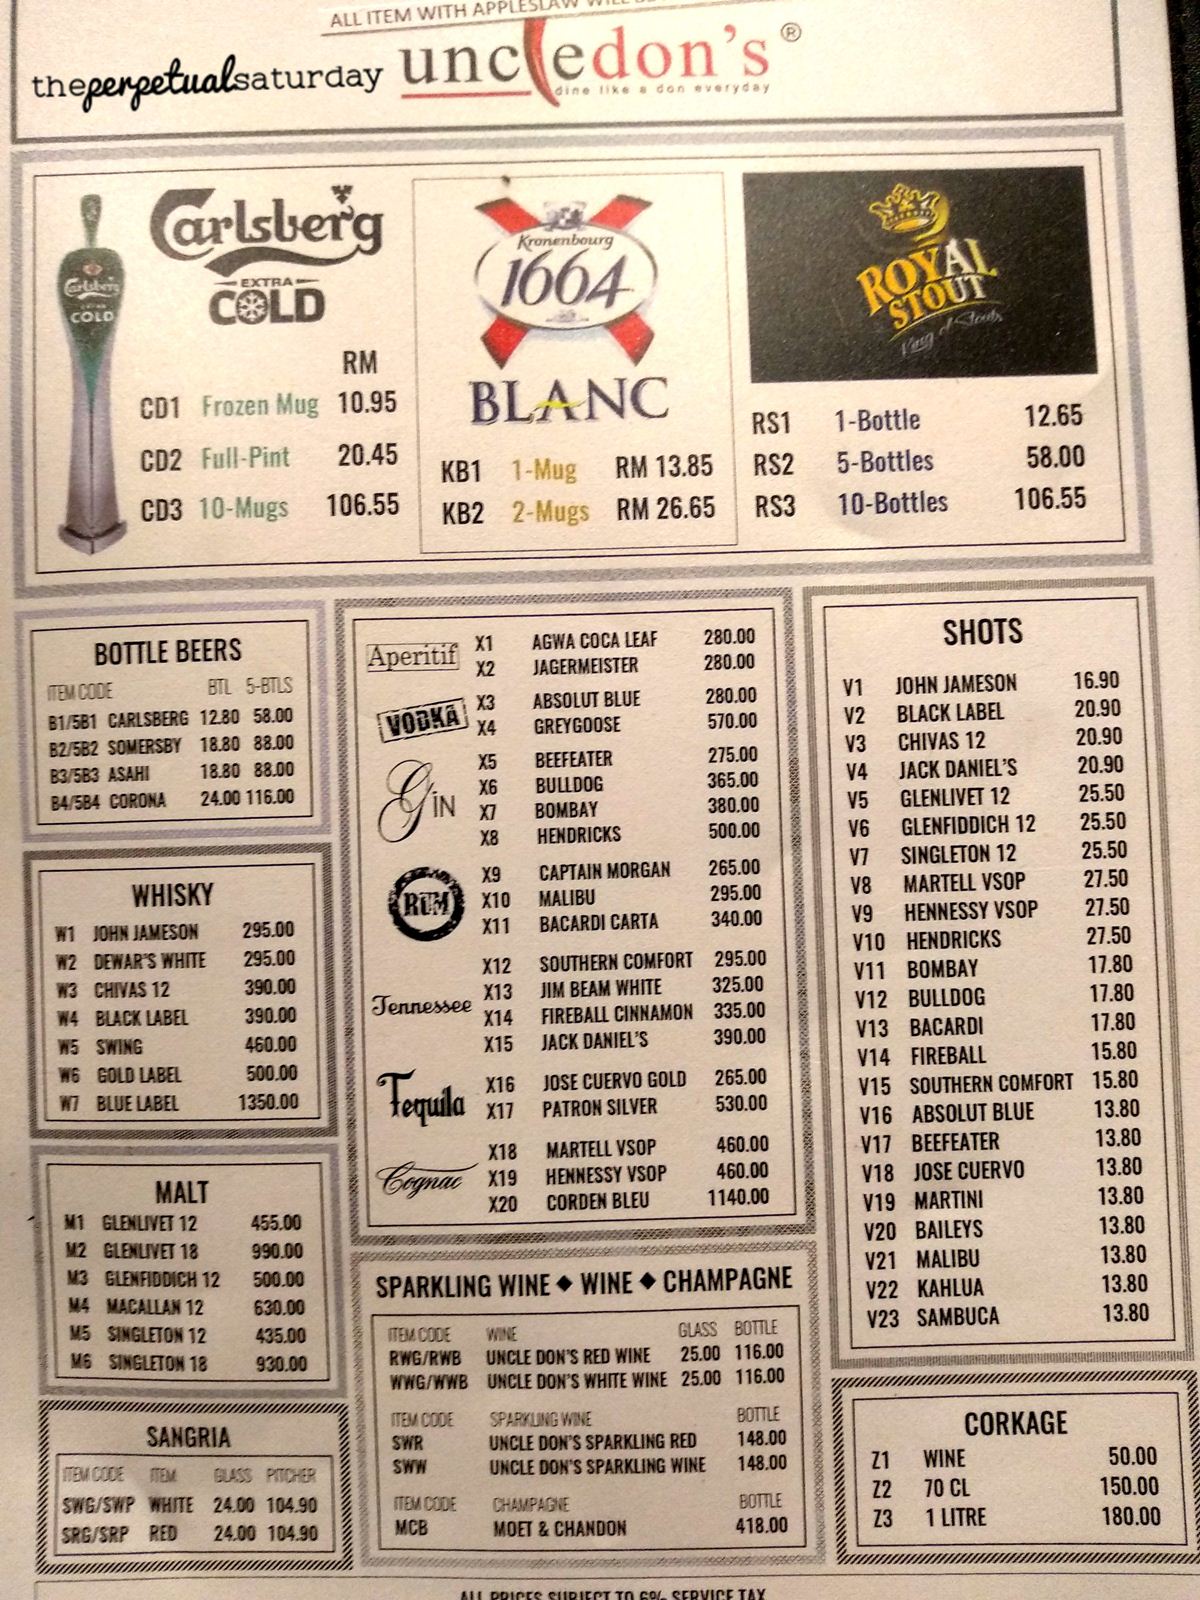 ALL ITEM WITH APPLESLAW WILL
theperpetualsaturday uncledon's®
dine like a don everyday
Carlsberg
EXTRA
COLD
Carlsberg
COLD
RM
CD1 Frozen Mug 10.95
CD2 Full-Pint 20.45
CD3 10-Mugs 106.55
Kronenbourg
1664
BLANC
KB1 1-Mug RM 13.85
KB2 2-Mugs RM 26.65
ROYAL
STOUT
King of Stouts
RS1 1-Bottle 12.65
RS2 5-Bottles 58.00
RS3 10-Bottles 106.55
BOTTLE BEERS
ITEM CODE BTL 5-BTLS
B1/5B1 CARLSBERG 12.80 58.00
B2/5B2 SOMERSBY 18.80 88.00
B3/5B3 ASAHI 18.80 88.00
B4/5B4 CORONA 24.00 116.00
WHISKY
W1 JOHN JAMESON 295.00
W2 DEWAR'S WHITE 295.00
W3 CHIVAS 12 390.00
W4 BLACK LABEL 390.00
W5 SWING 460.00
W6 GOLD LABEL 500.00
W7 BLUE LABEL 1350.00
MALT
M1 GLENLIVET 12 455.00
M2 GLENLIVET 18 990.00
M3 GLENFIDDICH 12 500.00
M4 MACALLAN 12 630.00
M5 SINGLETON 12 435.00
M6 SINGLETON 18 930.00
SANGRIA
ITEM CODE ITEM GLASS PITCHER
SWG/SWP WHITE 24.00 104.90
SRG/SRP RED 24.00 104.90
Aperitif
X1 AGWA COCA LEAF 280.00
X2 JAGERMEISTER 280.00
VODKA
X3 ABSOLUT BLUE 280.00
X4 GREYGOOSE 570.00
GIN
X5 BEEFEATER 275.00
X6 BULLDOG 365.00
X7 BOMBAY 380.00
X8 HENDRICKS 500.00
RUM
X9 CAPTAIN MORGAN 265.00
X10 MALIBU 295.00
X11 BACARDI CARTA 340.00
Tennessee
X12 SOUTHERN COMFORT 295.00
X13 JIM BEAM WHITE 325.00
X14 FIREBALL CINNAMON 335.00
X15 JACK DANIEL'S 390.00
Tequila
X16 JOSE CUERVO GOLD 265.00
X17 PATRON SILVER 530.00
Cognac
X18 MARTELL VSOP 460.00
X19 HENNESSY VSOP 460.00
X20 CORDEN BLEU 1140.00
SPARKLING WINE ◆ WINE ◆ CHAMPAGNE
ITEM CODE WINE GLASS BOTTLE
RWG/RWB UNCLE DON'S RED WINE 25.00 116.00
WWG/WWB UNCLE DON'S WHITE WINE 25.00 116.00
ITEM CODE SPARKLING WINE BOTTLE
SWR UNCLE DON'S SPARKLING RED 148.00
SWW UNCLE DON'S SPARKLING WINE 148.00
ITEM CODE CHAMPAGNE BOTTLE
MCB MOET & CHANDON 418.00
SHOTS
V1 JOHN JAMESON 16.90
V2 BLACK LABEL 20.90
V3 CHIVAS 12 20.90
V4 JACK DANIEL'S 20.90
V5 GLENLIVET 12 25.50
V6 GLENFIDDICH 12 25.50
V7 SINGLETON 12 25.50
V8 MARTELL VSOP 27.50
V9 HENNESSY VSOP 27.50
V10 HENDRICKS 27.50
V11 BOMBAY 17.80
V12 BULLDOG 17.80
V13 BACARDI 17.80
V14 FIREBALL 15.80
V15 SOUTHERN COMFORT 15.80
V16 ABSOLUT BLUE 13.80
V17 BEEFEATER 13.80
V18 JOSE CUERVO 13.80
V19 MARTINI 13.80
V20 BAILEYS 13.80
V21 MALIBU 13.80
V22 KAHLUA 13.80
V23 SAMBUCA 13.80
CORKAGE
Z1 WINE 50.00
Z2 70 CL 150.00
Z3 1 LITRE 180.00
ALL PRICES SUBJECT TO 6% SERVICE TAX